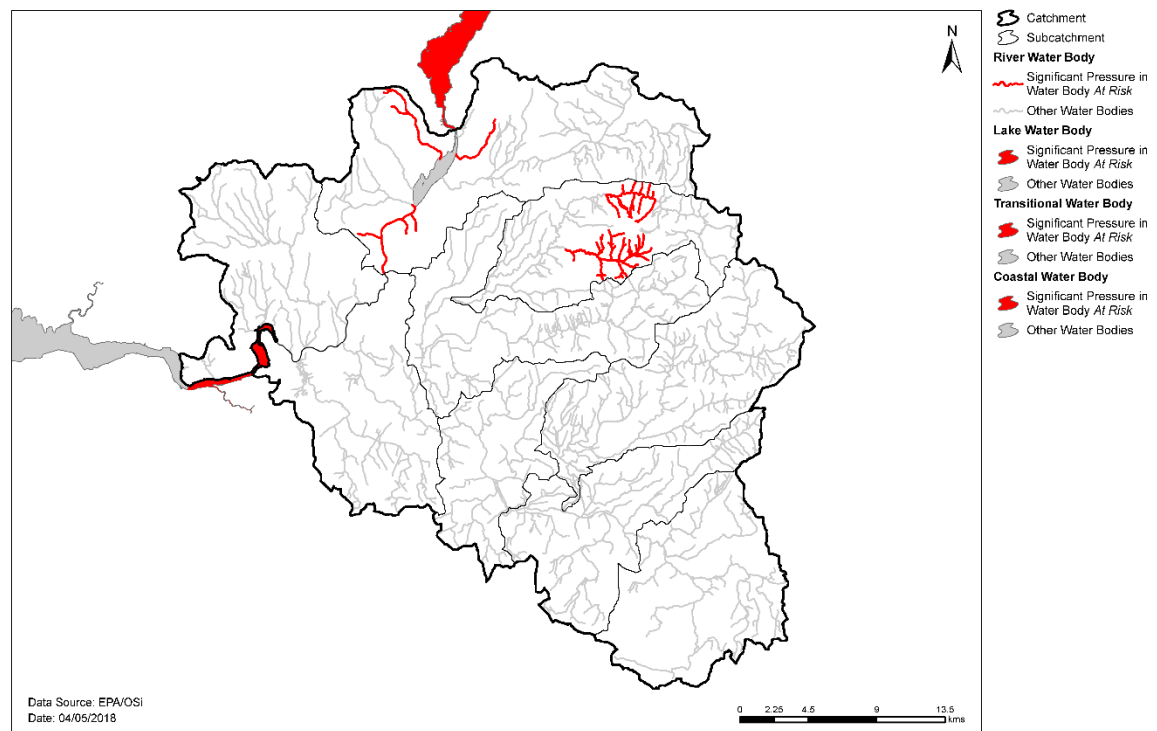 N
Catchment
Subcatchment
River Water Body
Significant Pressure in
Water Body At Risk
Other Water Bodies
Lake Water Body
Significant Pressure in
Water Body At Risk
Other Water Bodies
Transitional Water Body
Significant Pressure in
Water Body At Risk
Other Water Bodies
Coastal Water Body
Significant Pressure in
Water Body At Risk
Other Water Bodies
Data Source: EPA/OSi
Date: 04/05/2018
0 2.25 4.5 9 13.5
kms